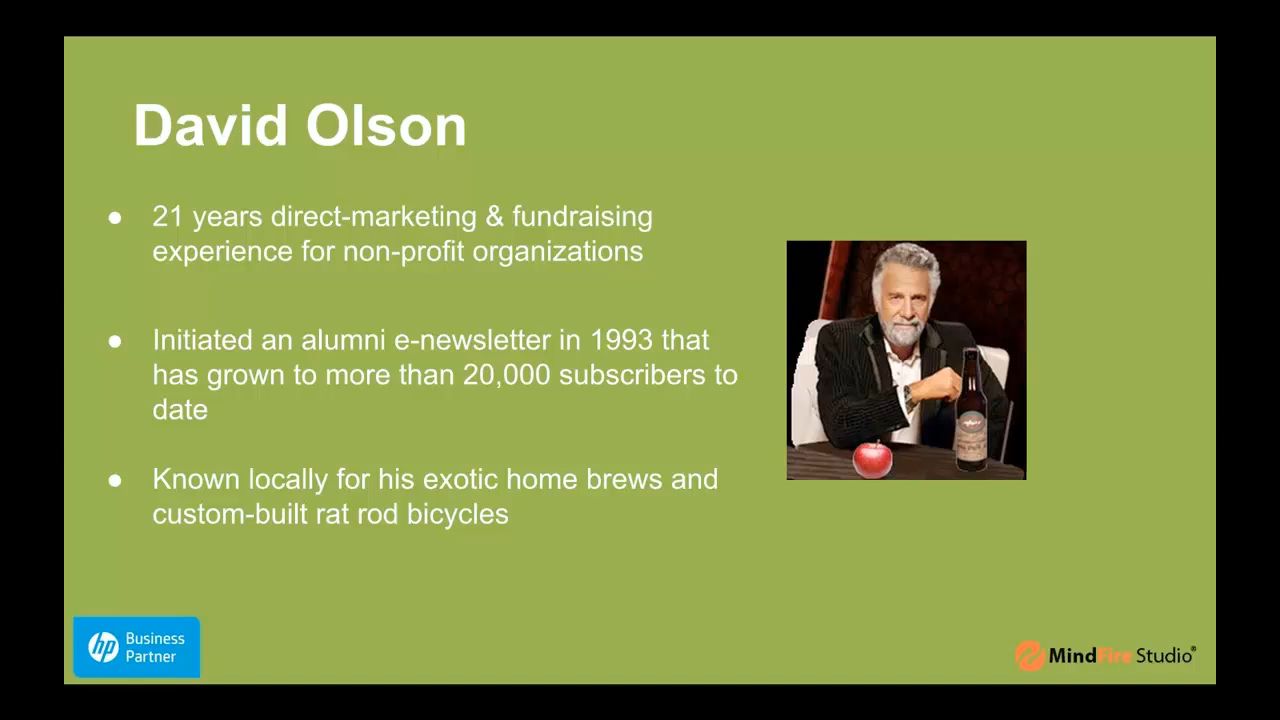 David Olson
● 21 years direct-marketing & fundraising
experience for non-profit organizations
● Initiated an alumni e-newsletter in 1993 that
has grown to more than 20,000 subscribers to
date
● Known locally for his exotic home brews and
custom-built rat rod bicycles
hp Business
Partner
MindFire Studio®